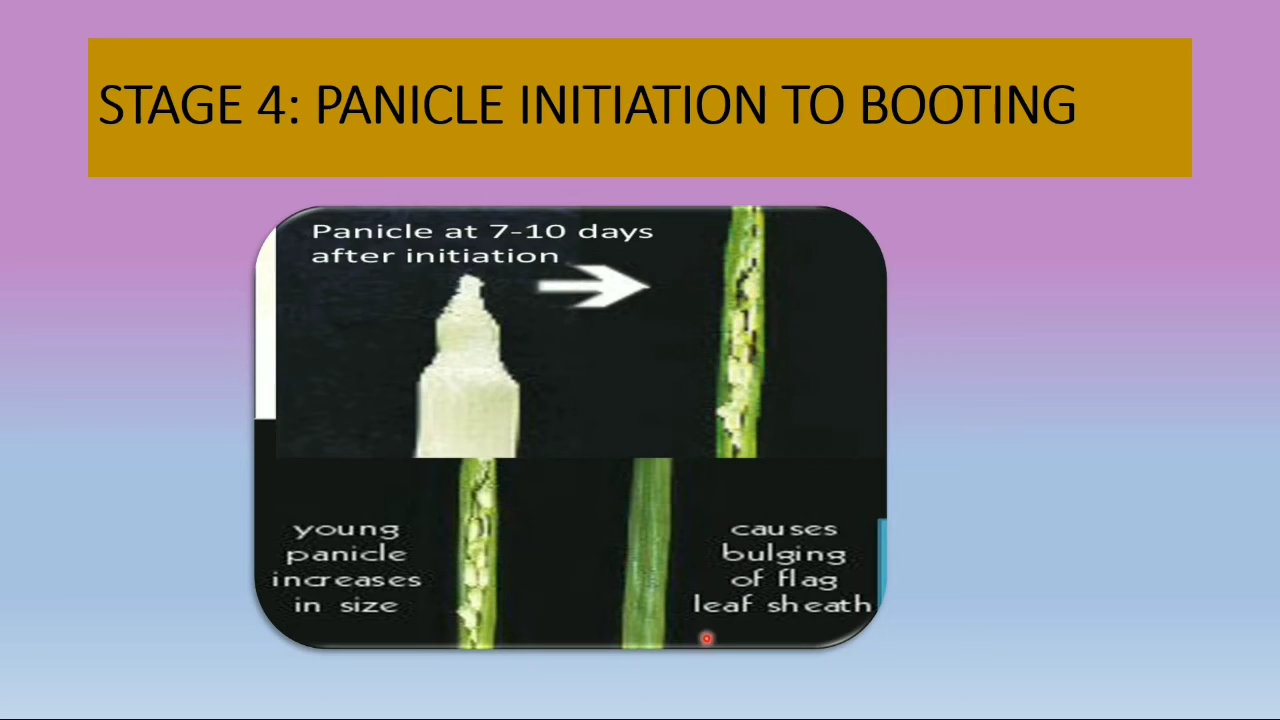 STAGE 4: PANICLE INITIATION TO BOOTING
Panicle at 7-10 days
after initiation
young
panicle
increases
in size
causes
bulging
of flag
leaf sheath